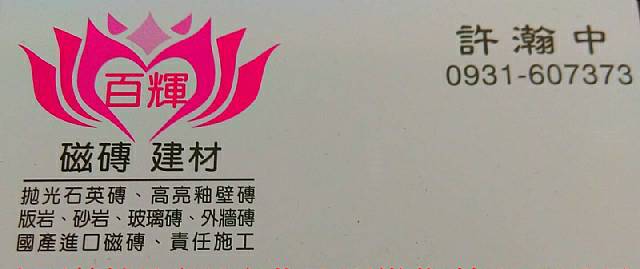 百輝
許瀚中
0931-607373
磁磚 建材
拋光石英磚、高亮釉壁磚
版岩、砂岩、玻璃磚、外牆磚
國產進口磁磚、責任施工